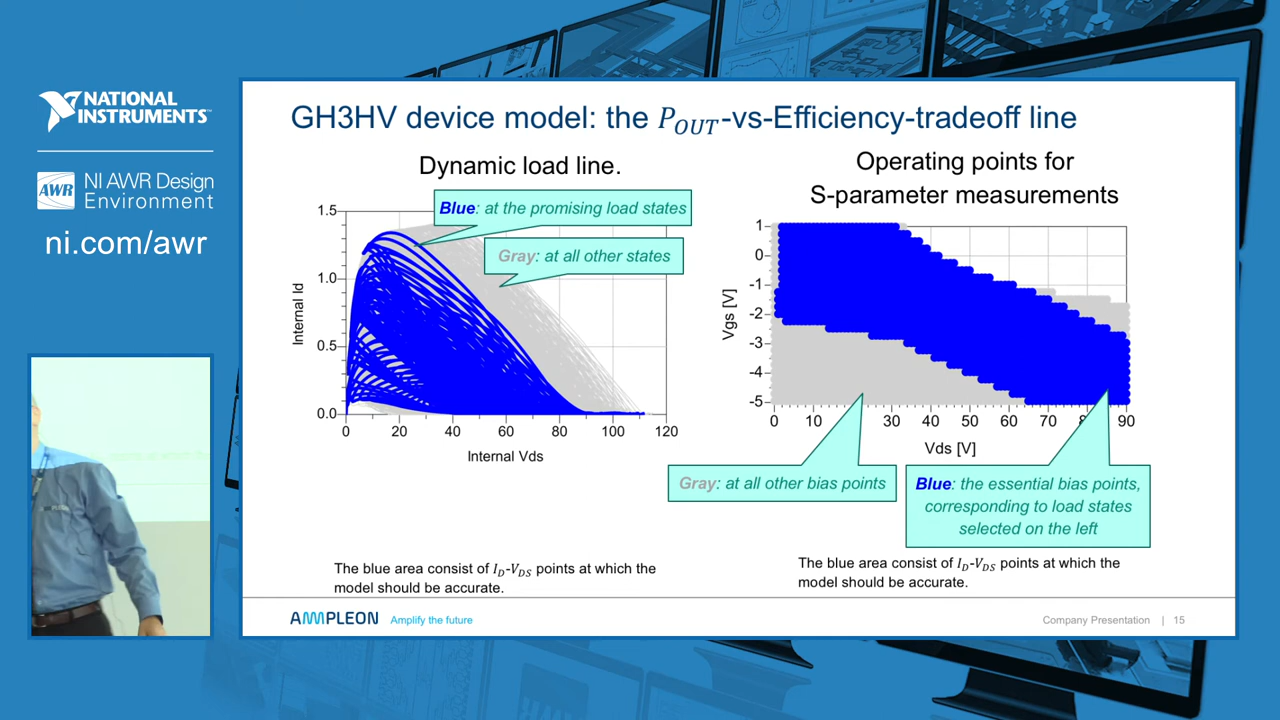 NATIONAL
INSTRUMENTS™
AWR
NI AWR Design
Environment
ni.com/awr
GH3HV device model: the P_OUT-vs-Efficiency-tradeoff line
Dynamic load line.
Blue: at the promising load states
Gray: at all other states
1.5
1.0
0.5
0.0
Internal Id
0 20 40 60 80 100 120
Internal Vds
The blue area consist of I_D-V_DS points at which the
model should be accurate.
Operating points for
S-parameter measurements
1
0
-1
-2
-3
-4
-5
Vgs [V]
0 10 30 40 50 60 70 8 90
Vds [V]
Gray: at all other bias points
Blue: the essential bias points,
corresponding to load states
selected on the left
The blue area consist of I_D-V_DS points at which the
model should be accurate.
AMPLEON Amplify the future
Company Presentation | 15